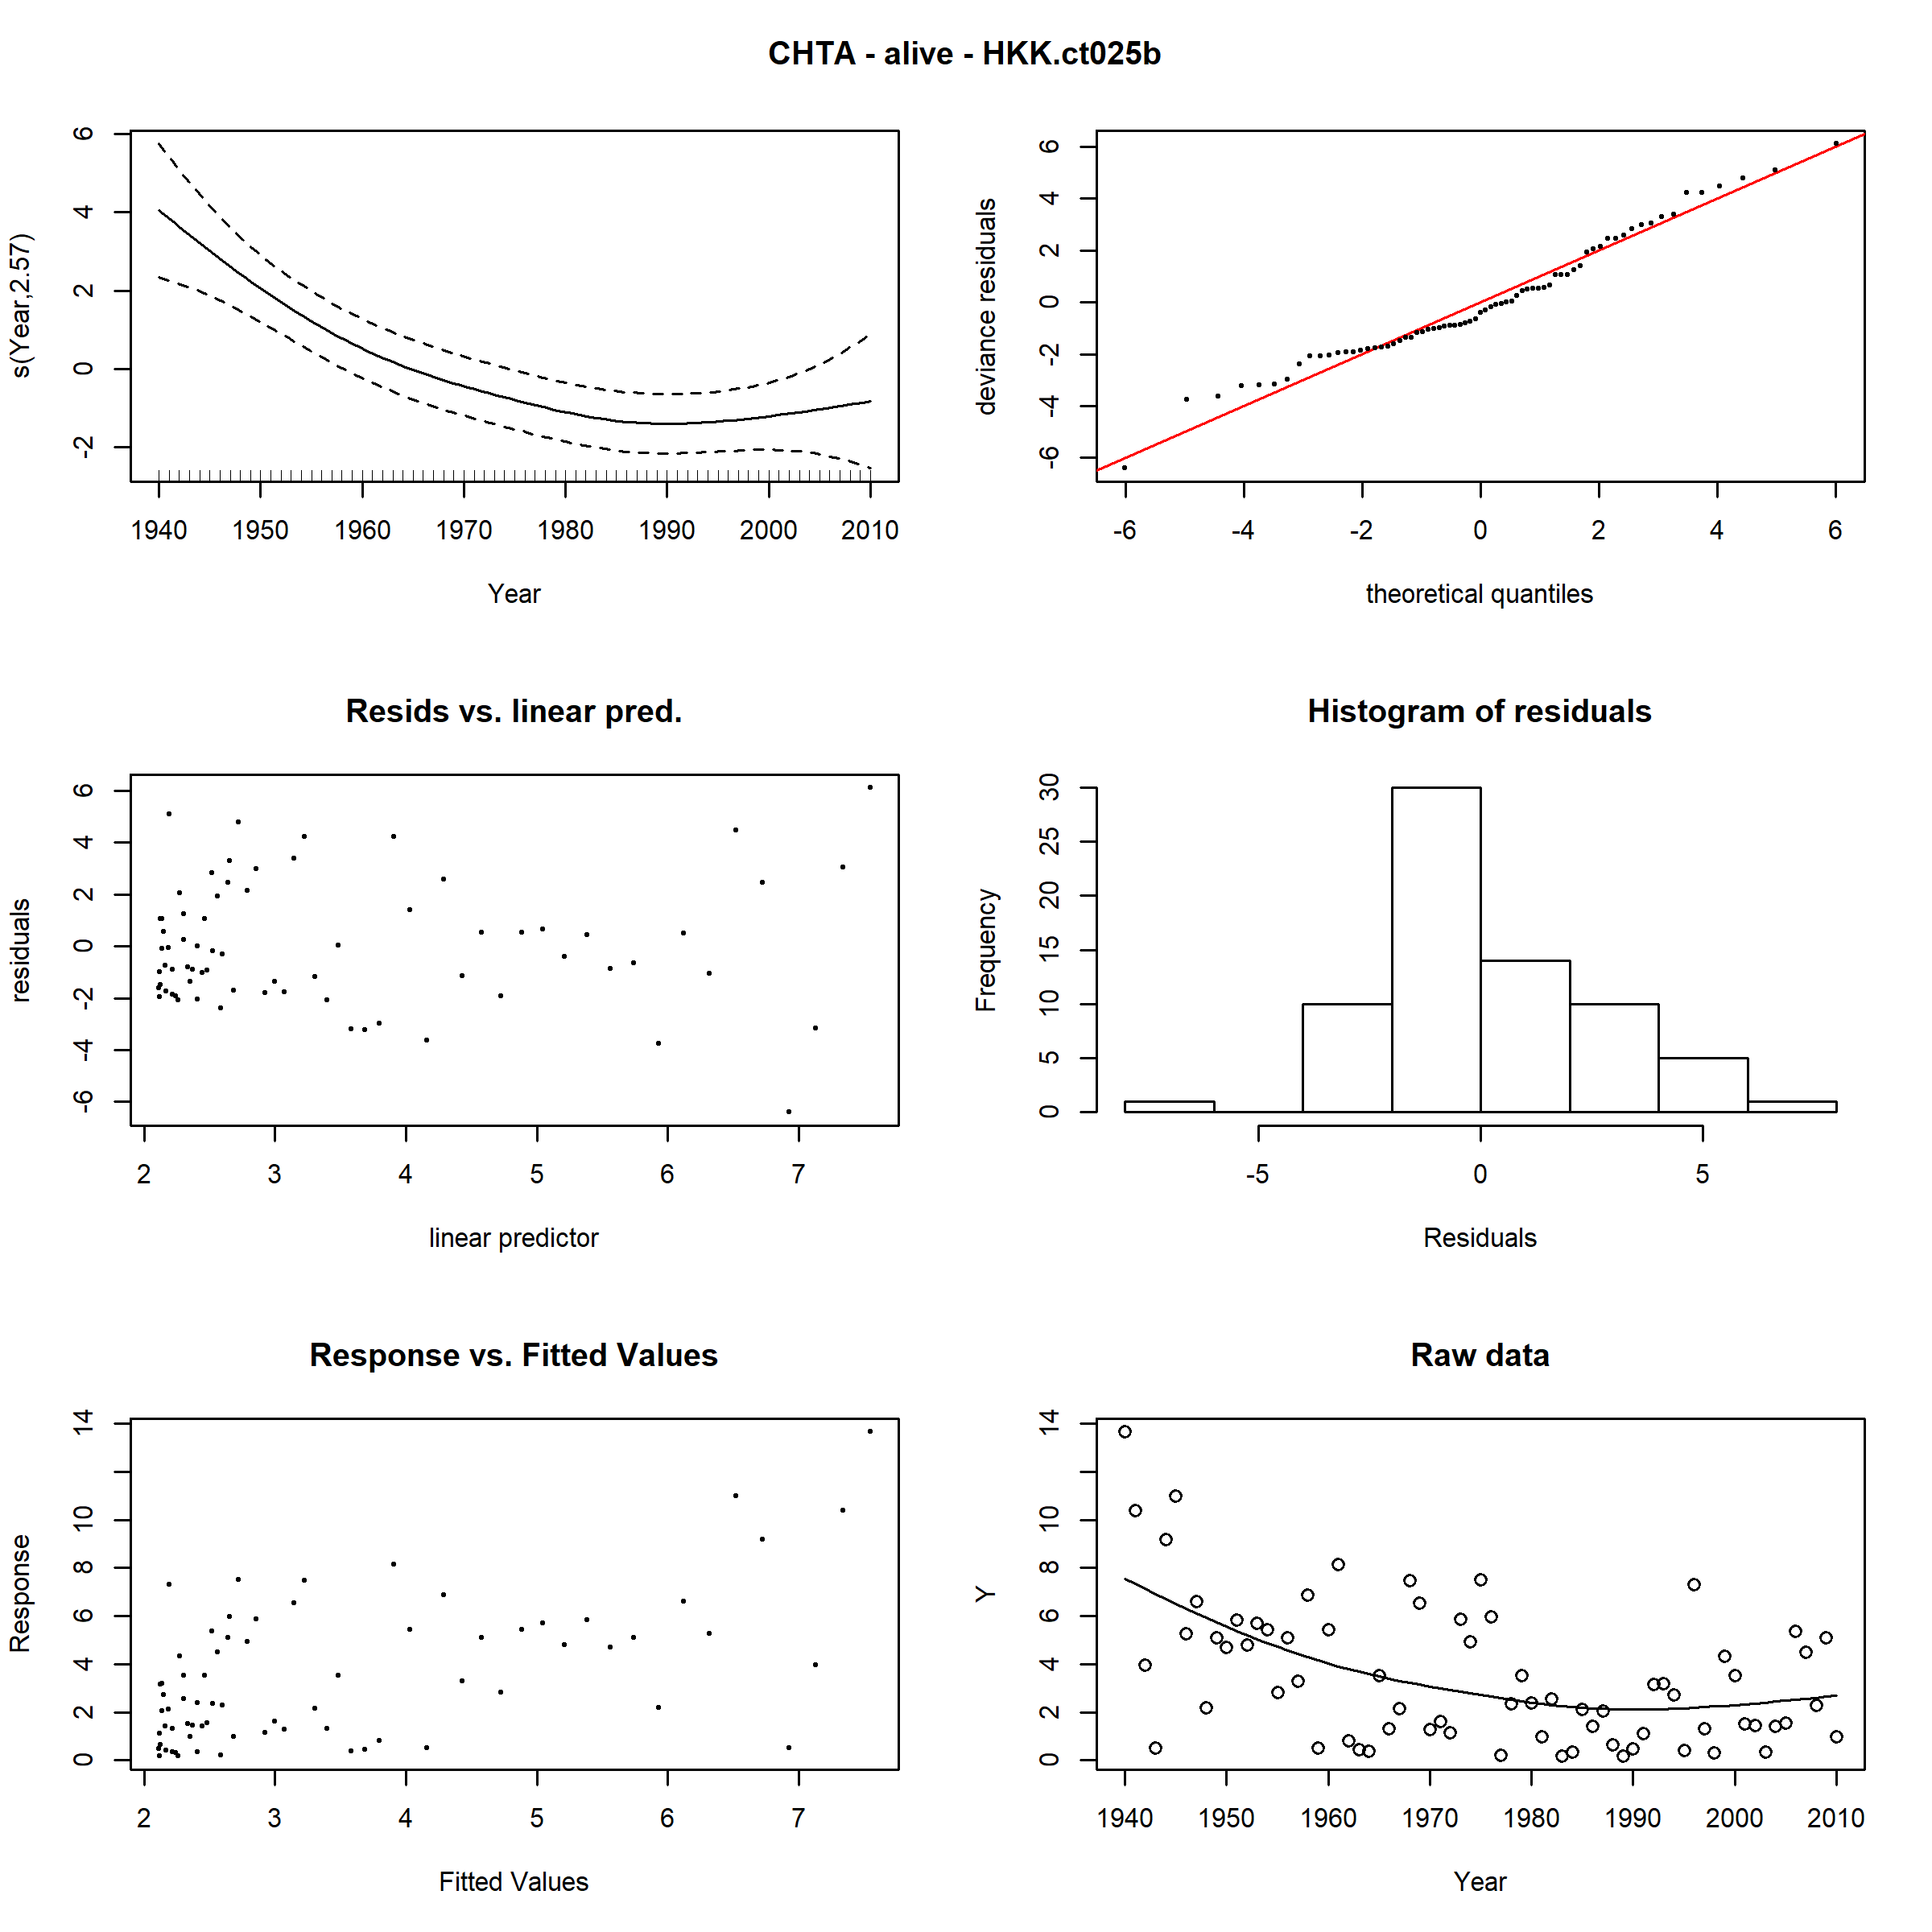 CHTA - alive - HKK.ct025b
s(Year,2.57)
6
4
2
0
-2
1940 1950 1960 1970 1980 1990 2000 2010
Year
deviance residuals
6
4
2
0
-2
-4
-6
-6 -4 -2 0 2 4 6
theoretical quantiles
Resids vs. linear pred.
residuals
6
4
2
0
-2
-4
-6
2 3 4 5 6 7
linear predictor
Histogram of residuals
Frequency
30
25
20
15
10
5
0
-5 0 5
Residuals
Response vs. Fitted Values
Response
14
10
8
6
4
2
0
2 3 4 5 6 7
Fitted Values
Raw data
Y
14
10
8
6
4
2
0
1940 1950 1960 1970 1980 1990 2000 2010
Year